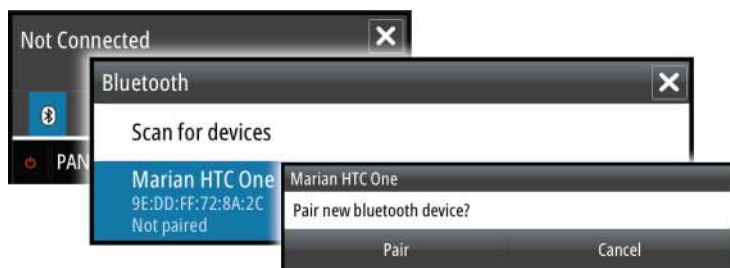 Not Connected
Bluetooth
Scan for devices
PAN
Marian HTC One
9E:DD:FF:72:8A:2C
Not paired
Marian HTC One
Pair new bluetooth device?
Pair Cancel